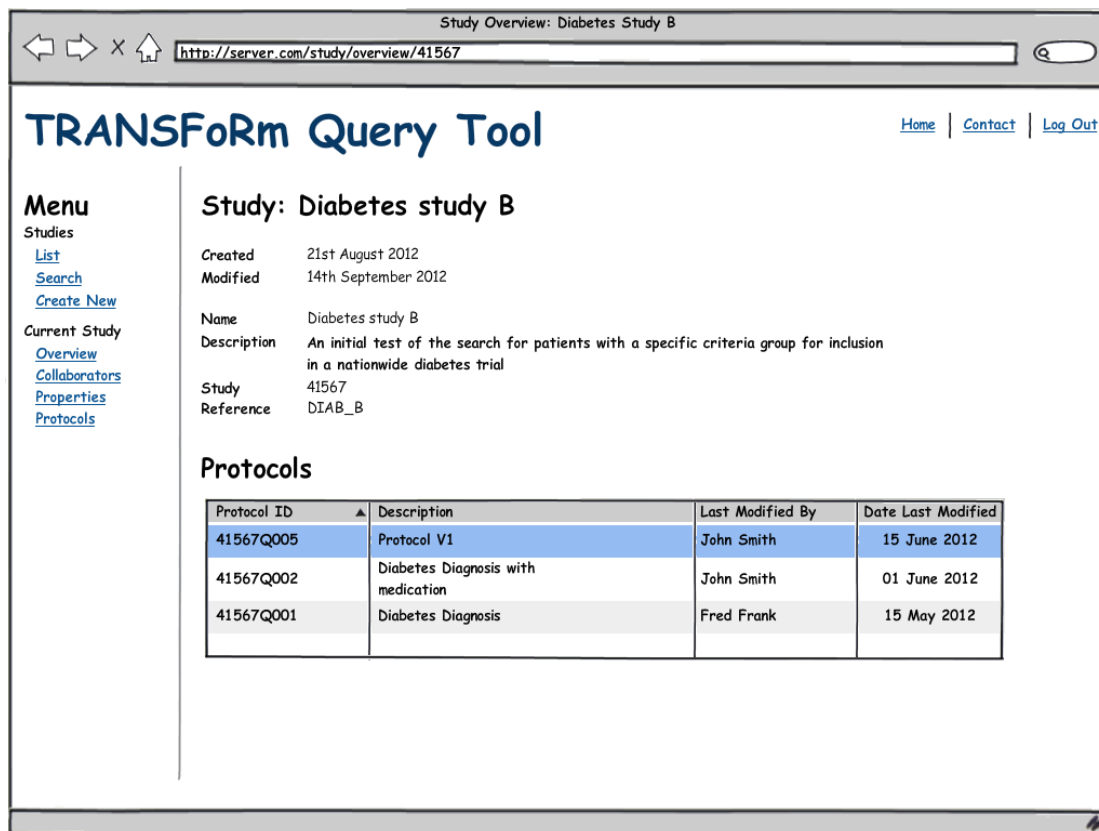 Study Overview: Diabetes Study B
http://server.com/study/overview/41567
TRANSFoRm Query Tool
Home | Contact | Log Out
Menu
Studies
List
Search
Create New
Current Study
Overview
Collaborators
Properties
Protocols
Study: Diabetes study B
Created 21st August 2012
Modified 14th September 2012
Name Diabetes study B
Description An initial test of the search for patients with a specific criteria group for inclusion
in a nationwide diabetes trial
Study 41567
Reference DIAB_B
Protocols
Protocol ID Description Last Modified By Date Last Modified
41567Q005 Protocol V1 John Smith 15 June 2012
41567Q002 Diabetes Diagnosis with
medication John Smith 01 June 2012
41567Q001 Diabetes Diagnosis Fred Frank 15 May 2012